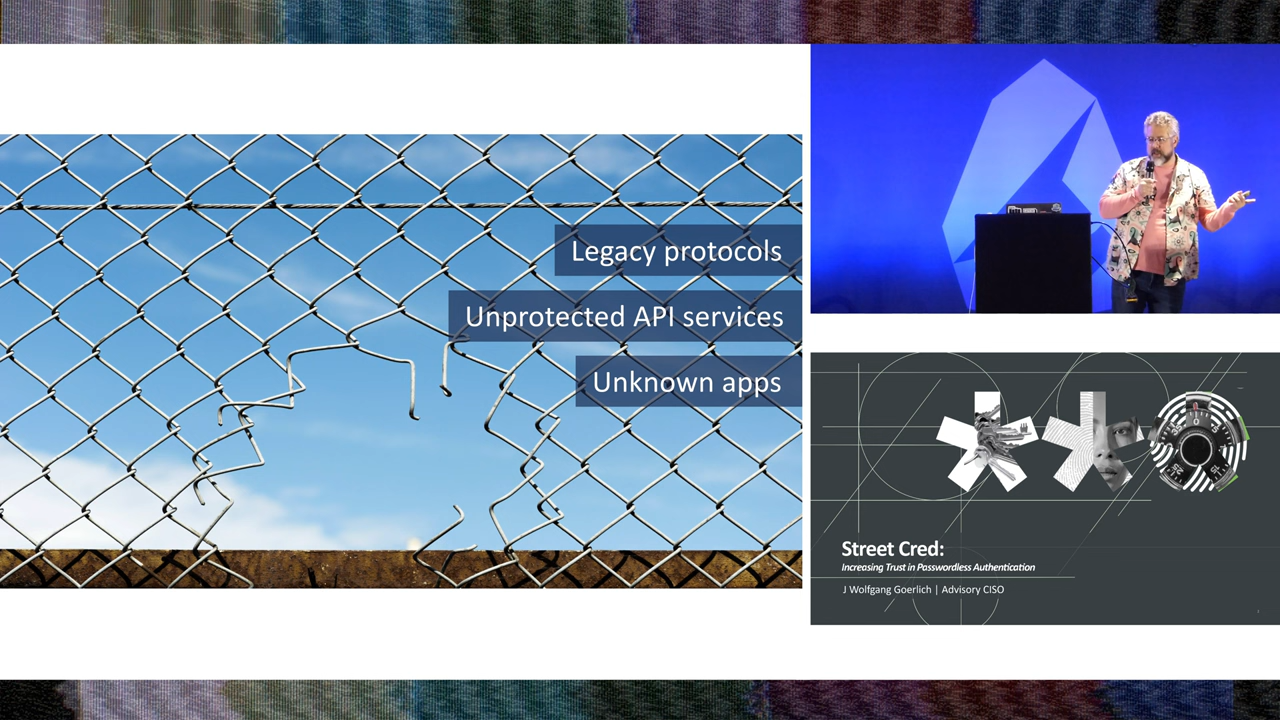 Legacy protocols
Unprotected API services
Unknown apps
Street Cred:
Increasing Trust in Passwordless Authentication
J Wolfgang Goerlich | Advisory CISO